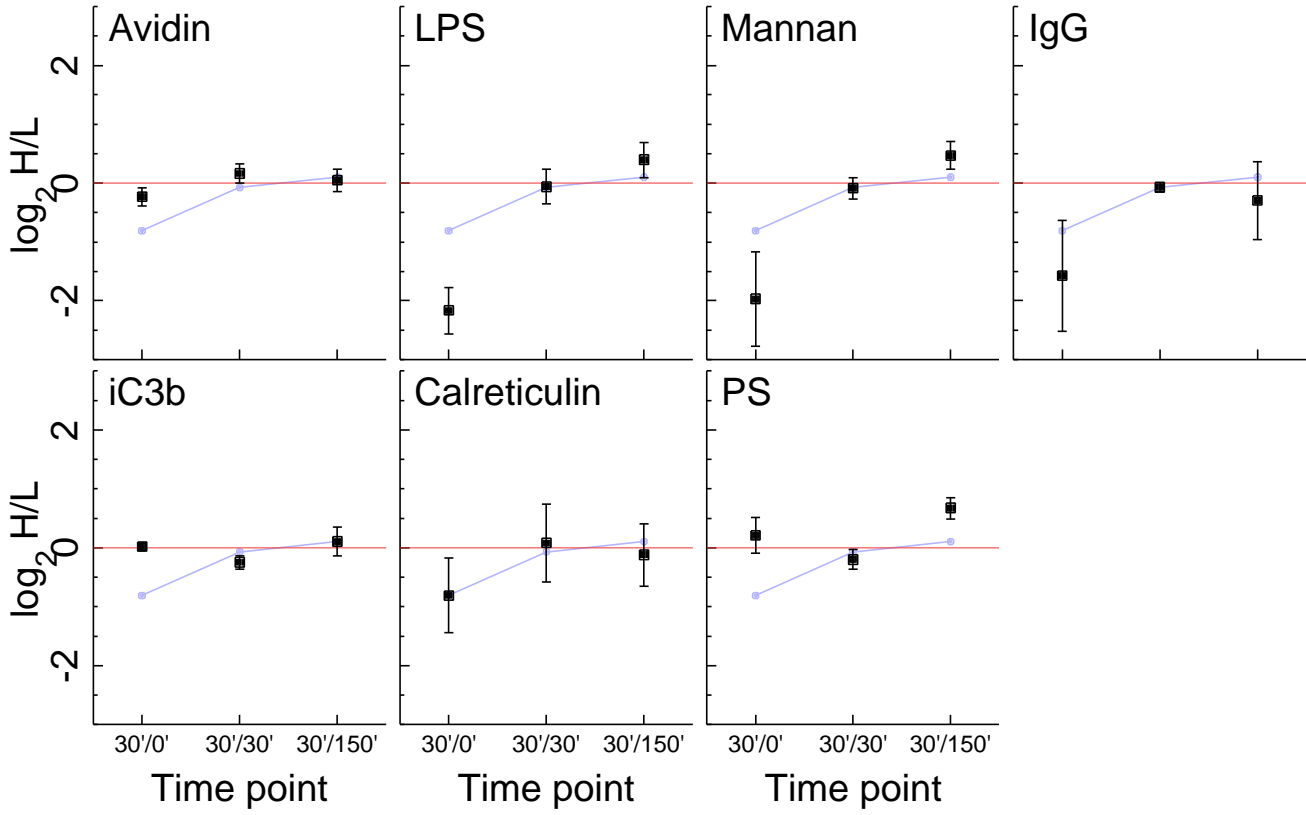 Avidin
LPS
Mannan
IgG
log2 H/L
2
0
-2
iC3b
Calreticulin
PS
log2 H/L
2
0
-2
30'/0' 30'/30' 30'/150'
30'/0' 30'/30' 30'/150'
30'/0' 30'/30' 30'/150'
Time point
Time point
Time point